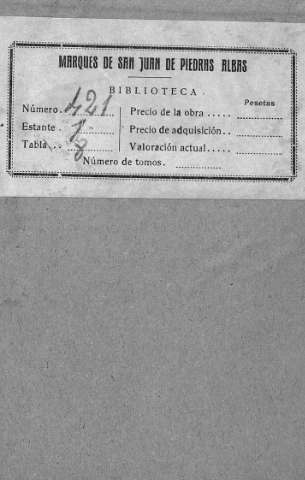 MARQUES DE SAN JUAN DE PIEDRAS ALBAS
BIBLIOTECA
Pesetas
Número. 421 Precio de la obra .....
Estante. 1 Precio de adquisición..
Tabla... 8 Valoración actual.....
Número de tomos.